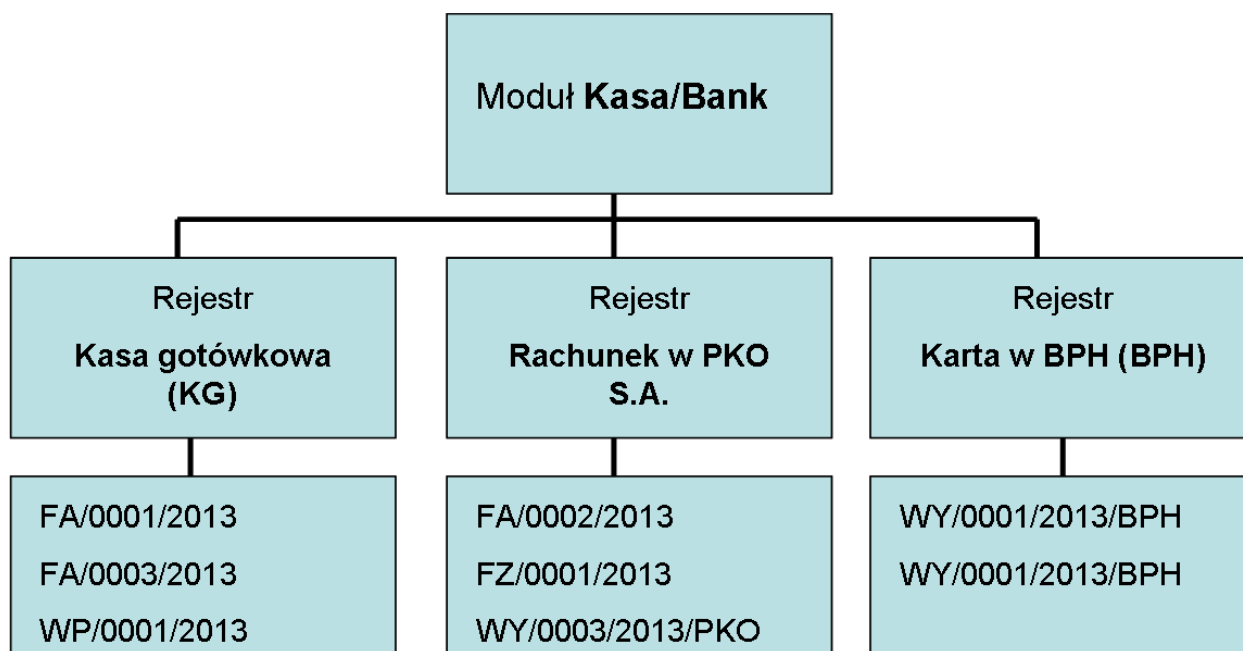 Moduł Kasa/Bank
Rejestr
Kasa gotówkowa
(KG)
Rejestr
Rachunek w PKO
S.A.
Rejestr
Karta w BPH (BPH)
FA/0001/2013
FA/0003/2013
WP/0001/2013
FA/0002/2013
FZ/0001/2013
WY/0003/2013/PKO
WY/0001/2013/BPH
WY/0001/2013/BPH